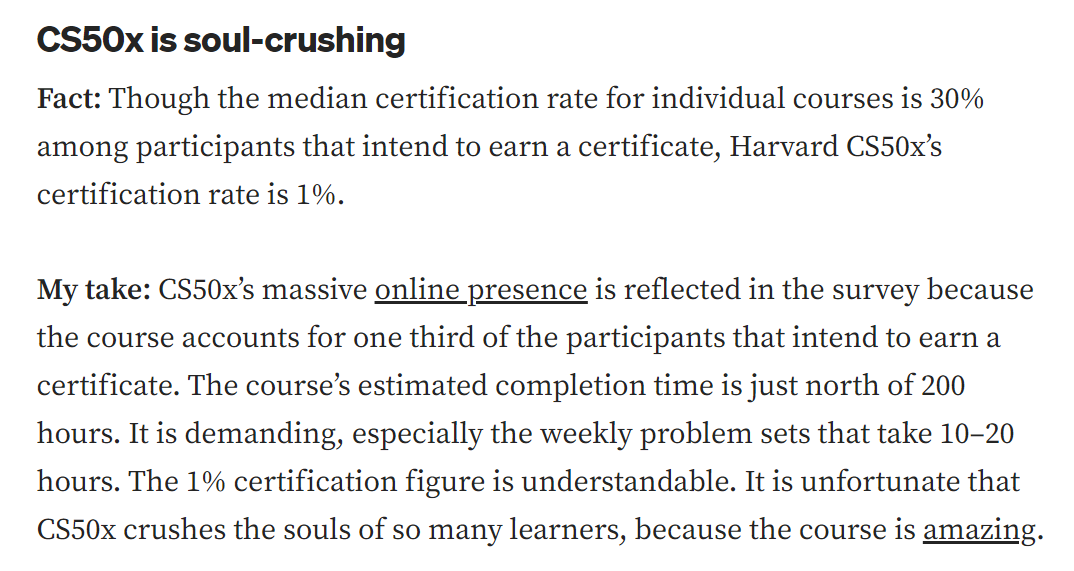 CS50x is soul-crushing
Fact: Though the median certification rate for individual courses is 30%
among participants that intend to earn a certificate, Harvard CS50x’s
certification rate is 1%.
My take: CS50x’s massive online presence is reflected in the survey because
the course accounts for one third of the participants that intend to earn a
certificate. The course’s estimated completion time is just north of 200
hours. It is demanding, especially the weekly problem sets that take 10–20
hours. The 1% certification figure is understandable. It is unfortunate that
CS50x crushes the souls of so many learners, because the course is amazing.